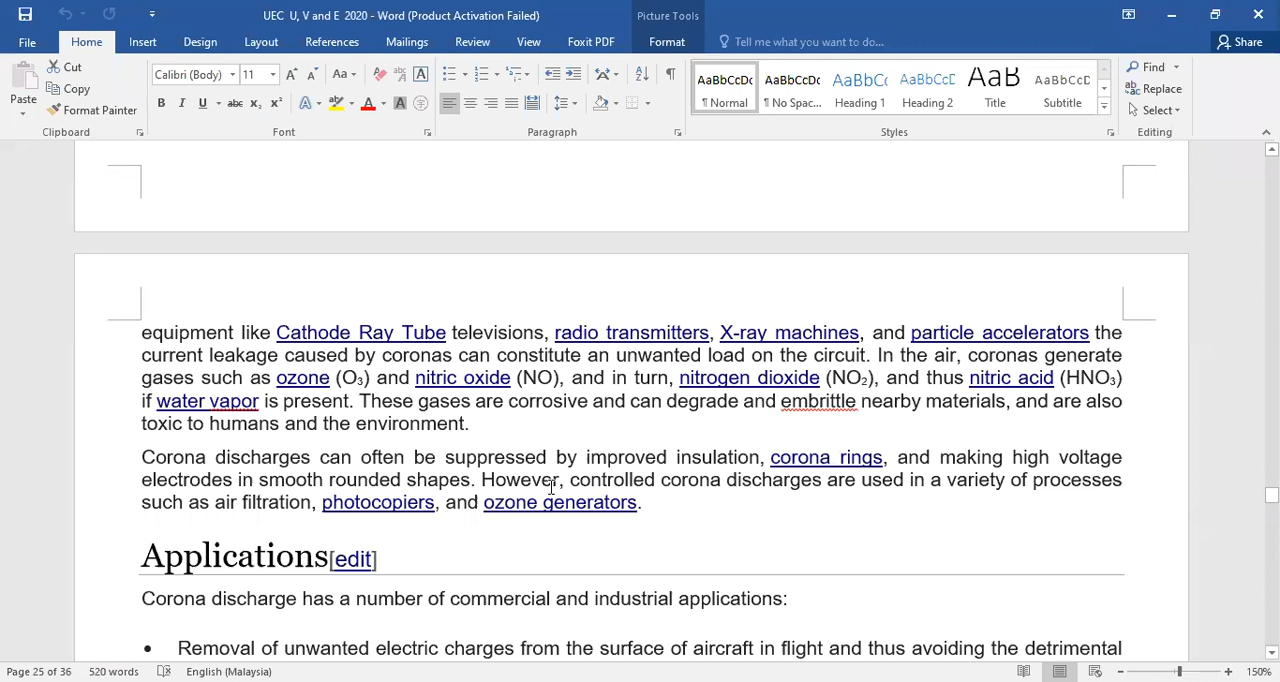 UEC U, V and E 2020 - Word (Product Activation Failed)
Picture Tools
File Home Insert Design Layout References Mailings Review View Foxit PDF Format Tell me what you want to do... Share
Paste
Cut
Copy
Format Painter
Clipboard
Calibri (Body) 11
Font
Paragraph
AaBbCcDc AaBbCcDc AaBbCc AaBbCcD AaB AaBbCcD
¶ Normal ¶ No Spac... Heading 1 Heading 2 Title Subtitle
Styles
Find
Replace
Select
Editing
equipment like Cathode Ray Tube televisions, radio transmitters, X-ray machines, and particle accelerators the
current leakage caused by coronas can constitute an unwanted load on the circuit. In the air, coronas generate
gases such as ozone (O₃) and nitric oxide (NO), and in turn, nitrogen dioxide (NO₂), and thus nitric acid (HNO₃)
if water vapor is present. These gases are corrosive and can degrade and embrittle nearby materials, and are also
toxic to humans and the environment.
Corona discharges can often be suppressed by improved insulation, corona rings, and making high voltage
electrodes in smooth rounded shapes. However, controlled corona discharges are used in a variety of processes
such as air filtration, photocopiers, and ozone generators.
Applications[edit]
Corona discharge has a number of commercial and industrial applications:
• Removal of unwanted electric charges from the surface of aircraft in flight and thus avoiding the detrimental
Page 25 of 36 520 words English (Malaysia) 150%